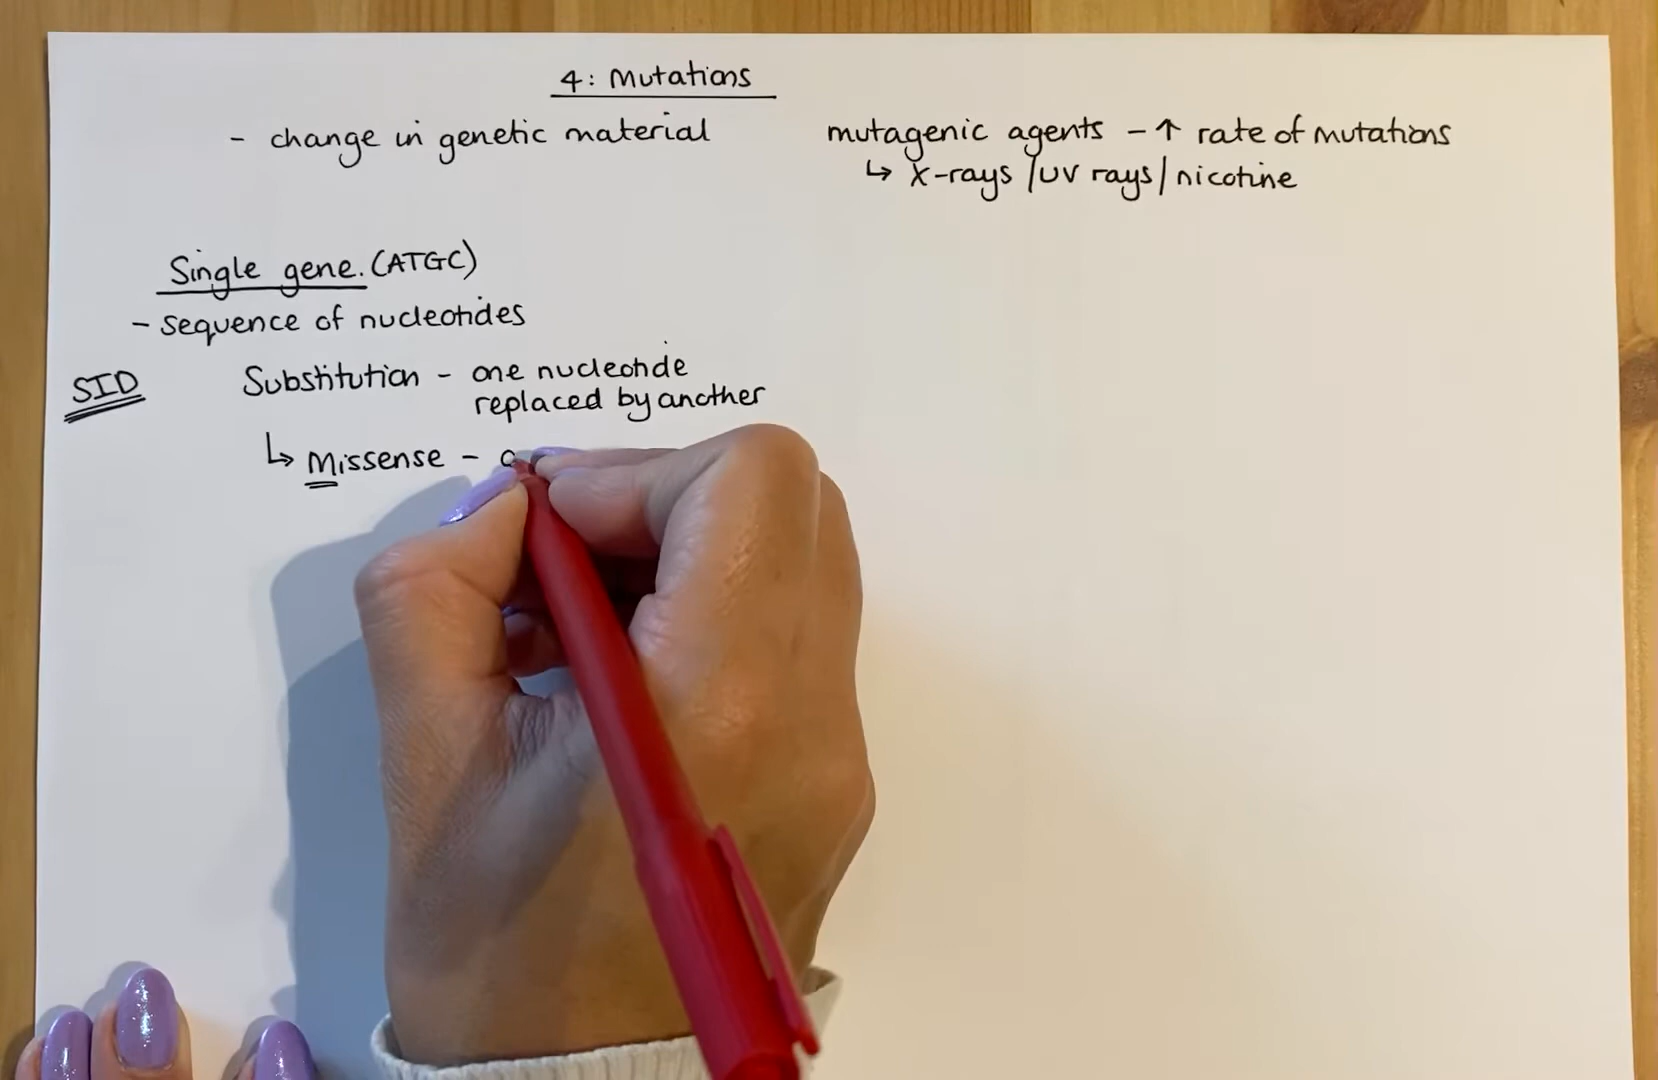 4: Mutations
- change in genetic material
mutagenic agents - ↑ rate of mutations
↳ X-rays / UV rays / nicotine
Single gene. (ATGC)
- sequence of nucleotides
SID
Substitution - one nucleotide
replaced by another
↳ Missense -